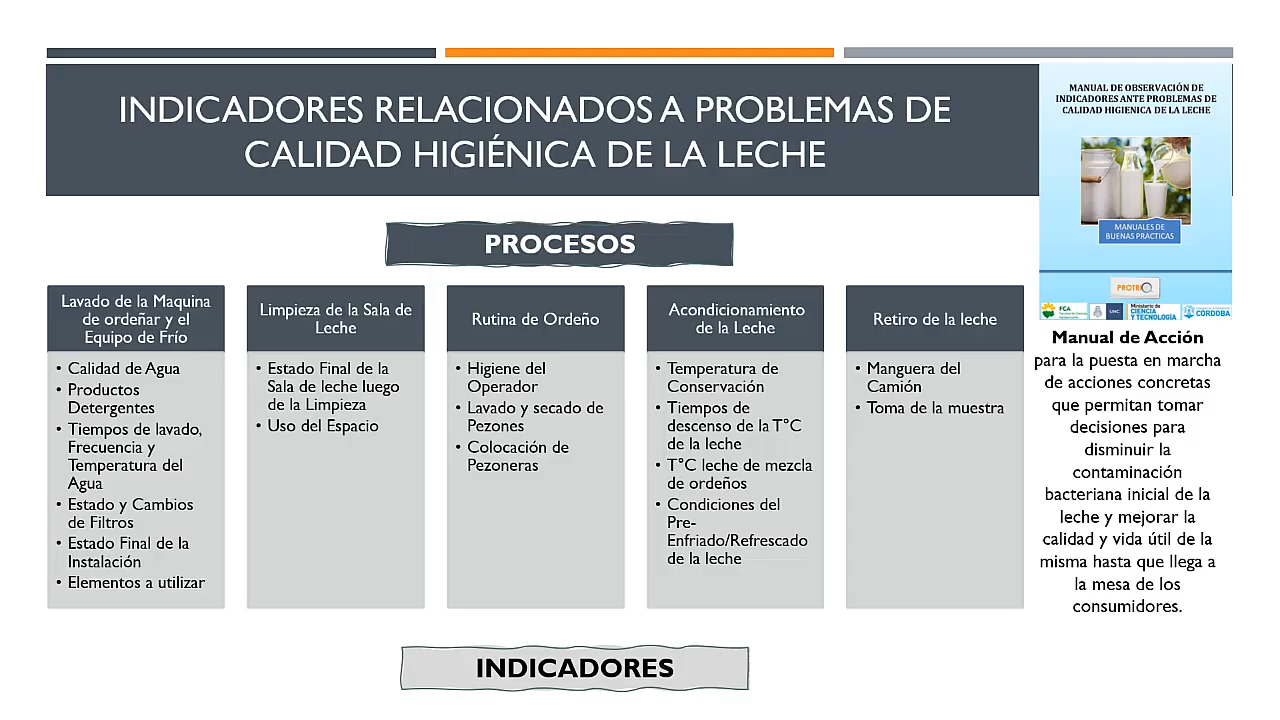 INDICADORES RELACIONADOS A PROBLEMAS DE
CALIDAD HIGIÉNICA DE LA LECHE
MANUAL DE OBSERVACIÓN DE
INDICADORES ANTE PROBLEMAS DE
CALIDAD HIGIENICA DE LA LECHE
MANUALES DE
BUENAS PRACTICAS
FCA
UNC
Ministerio de
CIENCIA
Y TECNOLOGÍA
CÓRDOBA
PROCESOS
Lavado de la Maquina
de ordeñar y el
Equipo de Frío
• Calidad de Agua
• Productos
Detergentes
• Tiempos de lavado,
Frecuencia y
Temperatura del
Agua
• Estado y Cambios
de Filtros
• Estado Final de la
Instalación
• Elementos a utilizar
Limpieza de la Sala de
Leche
• Estado Final de la
Sala de leche luego
de la Limpieza
• Uso del Espacio
Rutina de Ordeño
• Higiene del
Operador
• Lavado y secado de
Pezones
• Colocación de
Pezoneras
Acondicionamiento
de la Leche
• Temperatura de
Conservación
• Tiempos de
descenso de la T°C
de la leche
• T°C leche de mezcla
de ordeños
• Condiciones del
Pre-
Enfriado/Refrescado
de la leche
Retiro de la leche
• Manguera del
Camión
• Toma de la muestra
Manual de Acción
para la puesta en marcha
de acciones concretas
que permitan tomar
decisiones para
disminuir la
contaminación
bacteriana inicial de la
leche y mejorar la
calidad y vida útil de la
misma hasta que llega a
la mesa de los
consumidores.
INDICADORES